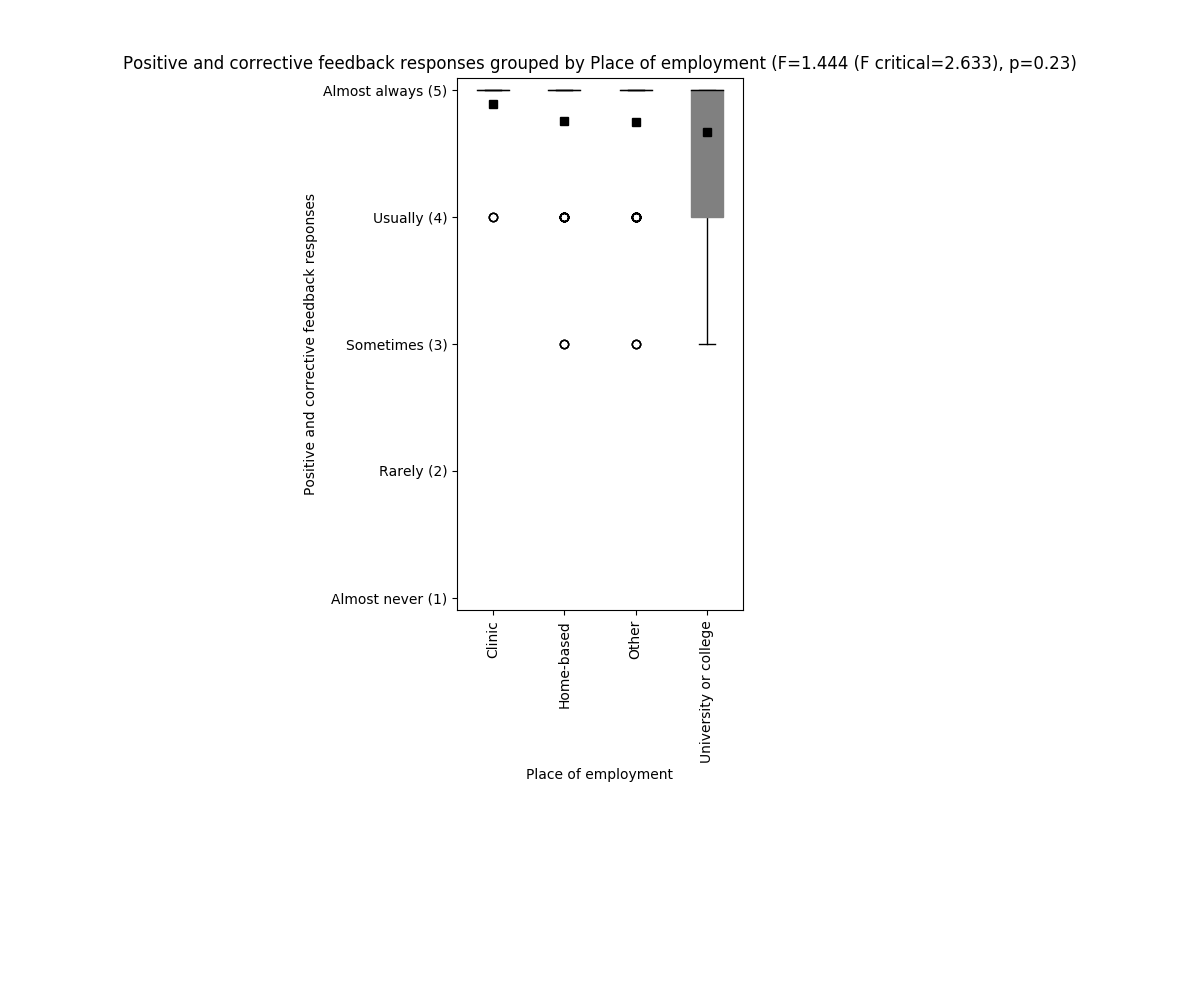 Positive and corrective feedback responses grouped by Place of employment (F=1.444 (F critical=2.633), p=0.23)
Almost always (5)
Usually (4)
Sometimes (3)
Rarely (2)
Almost never (1)
Positive and corrective feedback responses
Clinic
Home-based
Other
University or college
Place of employment